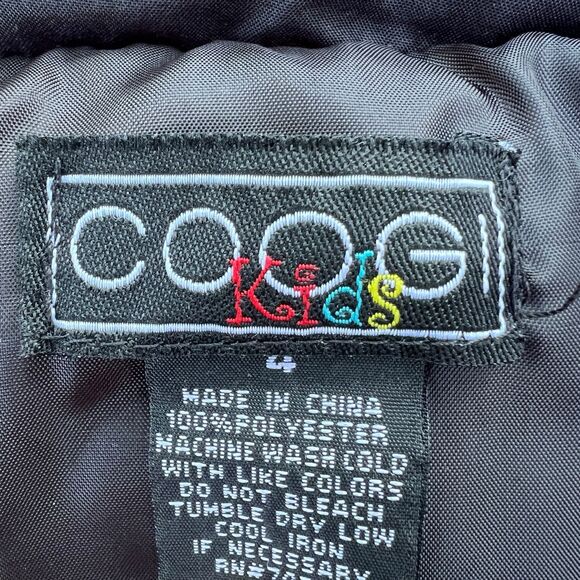 COOGI
Kids
4
MADE IN CHINA
100% POLYESTER
MACHINE WASH COLD
WITH LIKE COLORS
DO NOT BLEACH
TUMBLE DRY LOW
COOL IRON
IF NECESSARY